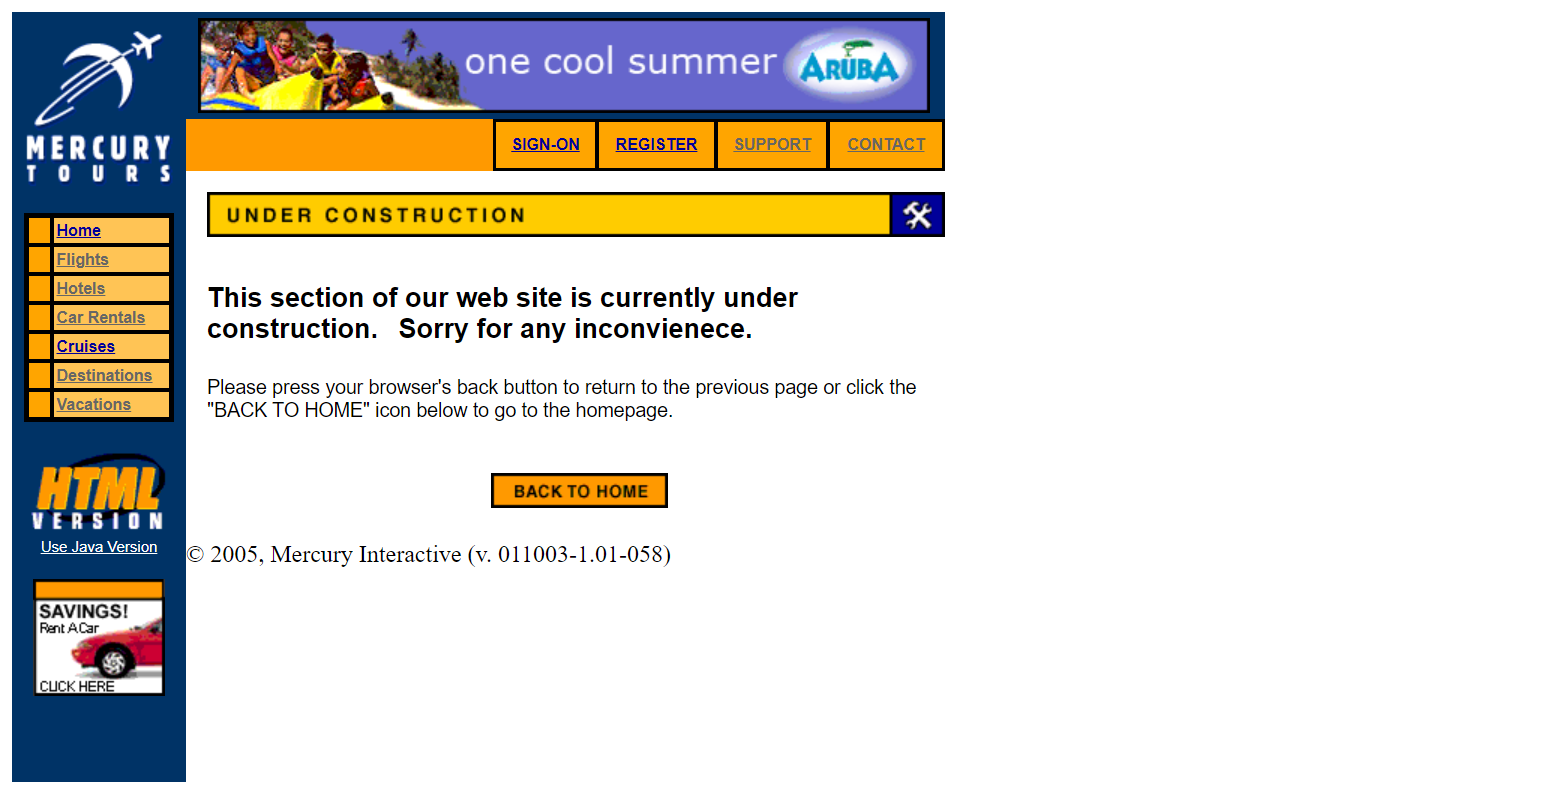 one cool summer
ARUBA
MERCURY
TOURS
SIGN-ON
REGISTER
SUPPORT
CONTACT
UNDER CONSTRUCTION
Home
Flights
Hotels
Car Rentals
Cruises
Destinations
Vacations
This section of our web site is currently under
construction. Sorry for any inconvienece.
Please press your browser's back button to return to the previous page or click the
"BACK TO HOME" icon below to go to the homepage.
BACK TO HOME
HTML
VERSION
Use Java Version
© 2005, Mercury Interactive (v. 011003-1.01-058)
SAVINGS!
Rent A Car
CLICK HERE